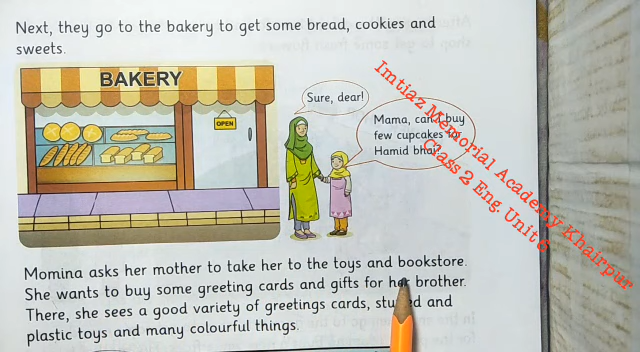 Next, they go to the bakery to get some bread, cookies and
sweets.
BAKERY
OPEN
Sure, dear!
Mama, can I buy
few cupcakes for
Hamid bhai?
Imtiaz Memorial Academy Khairpur
Class 2 Eng. Unit 6
Momina asks her mother to take her to the toys and bookstore.
She wants to buy some greeting cards and gifts for her brother.
There, she sees a good variety of greetings cards, stuffed and
plastic toys and many colourful things.